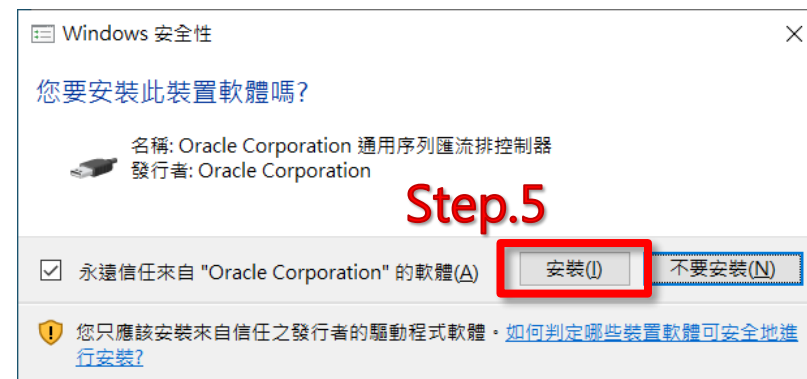 Windows 安全性
您要安裝此裝置軟體嗎?
名稱: Oracle Corporation 通用序列匯流排控制器
發行者: Oracle Corporation
Step.5
永遠信任來自 "Oracle Corporation" 的軟體(A)
安裝(I)
不要安裝(N)
您只應該安裝來自信任之發行者的驅動程式軟體。如何判定哪些裝置軟體可安全地進
行安裝?